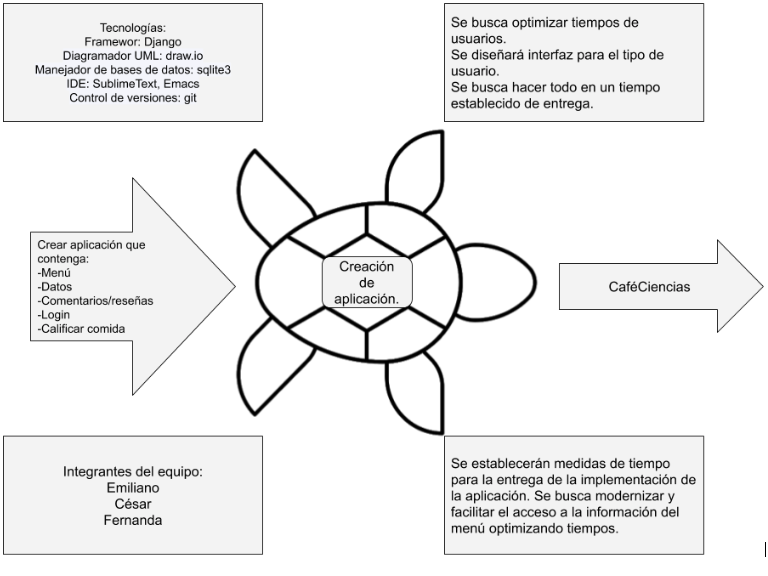 Tecnologías:
Framewor: Django
Diagramador UML: draw.io
Manejador de bases de datos: sqlite3
IDE: SublimeText, Emacs
Control de versiones: git
Se busca optimizar tiempos de
usuarios.
Se diseñará interfaz para el tipo de
usuario.
Se busca hacer todo en un tiempo
establecido de entrega.
Crear aplicación que
contenga:
-Menú
-Datos
-Comentarios/reseñas
-Login
-Calificar comida
Creación
de
aplicación.
CaféCiencias
Integrantes del equipo:
Emiliano
César
Fernanda
Se establecerán medidas de tiempo
para la entrega de la implementación de
la aplicación. Se busca modernizar y
facilitar el acceso a la información del
menú optimizando tiempos.